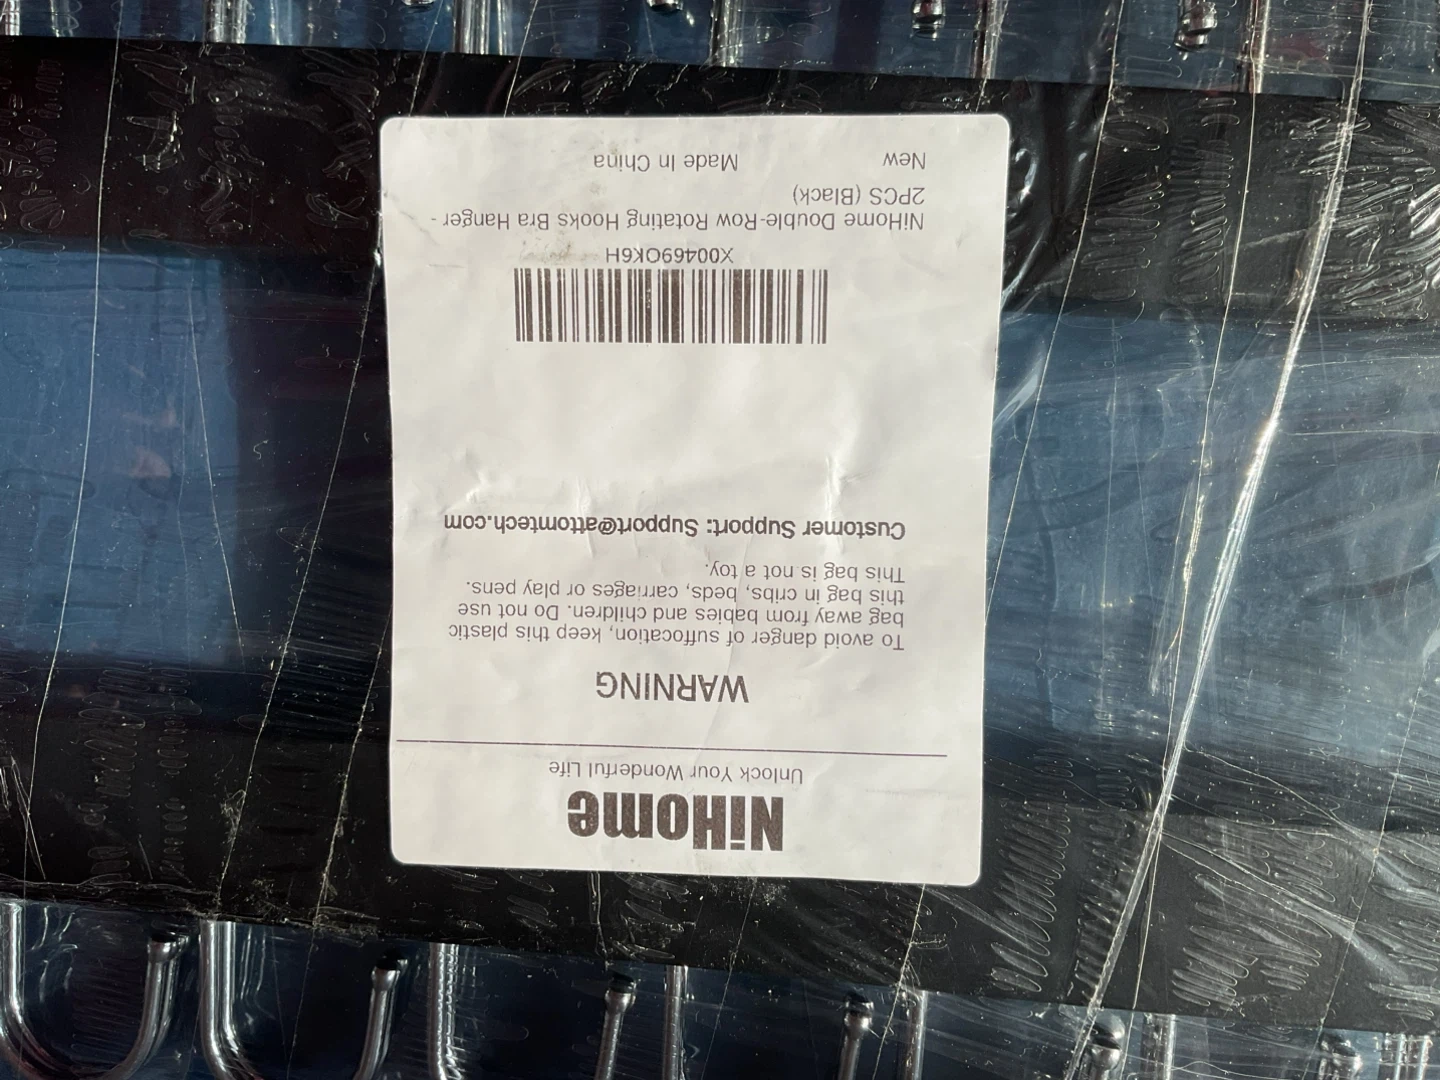 NiHome
Unlock Your Wonderful Life
WARNING
To avoid danger of suffocation, keep this plastic
bag away from babies and children. Do not use
this bag in cribs, beds, carriages or play pens.
This bag is not a toy.
Customer Support: Support@attomtech.com
X00469OK6H
NiHome Double-Row Rotating Hooks Bra Hanger -
2PCS (Black)
New Made In China